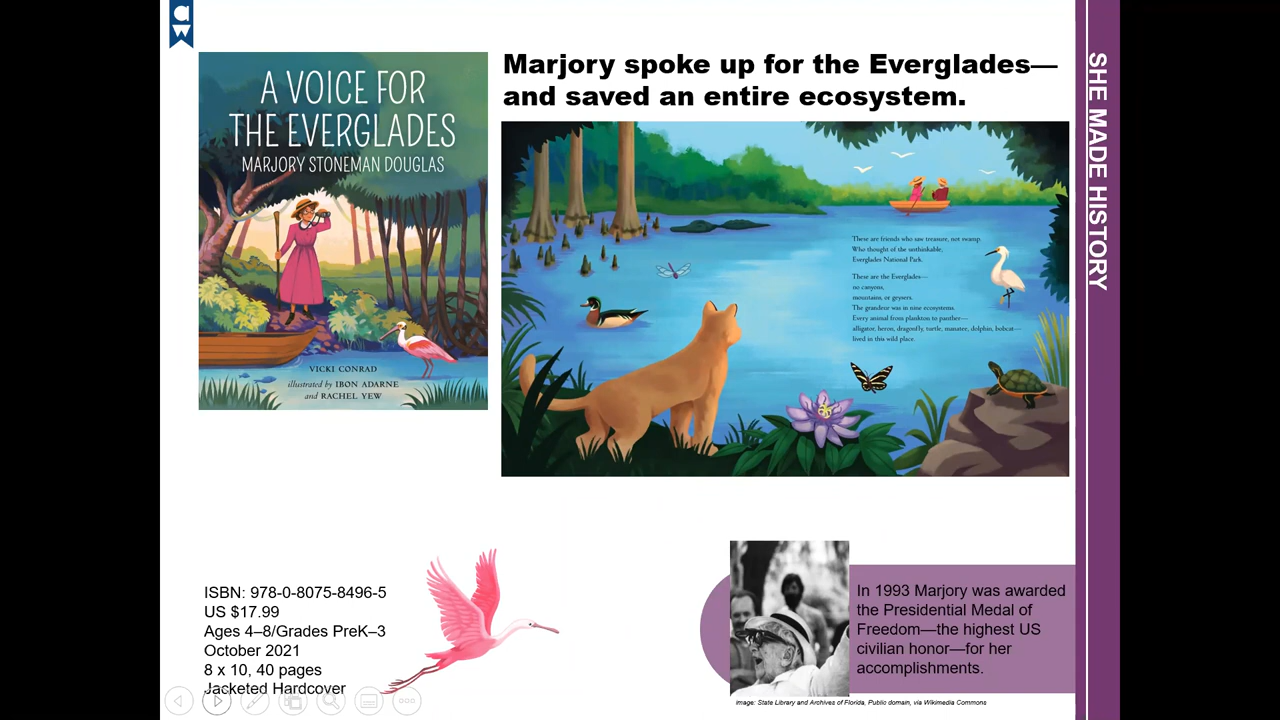 aw
A VOICE FOR
THE EVERGLADES
MARJORY STONEMAN DOUGLAS
VICKI CONRAD
illustrated by IBON ADARNE
and RACHEL YEW
Marjory spoke up for the Everglades—
and saved an entire ecosystem.
These are friends who saw treasure, not swamp.
Who thought of the unthinkable,
Everglades National Park.
These are the Everglades—
no canyons,
mountains, or geysers.
The grandeur was in nine ecosystems.
Every animal from plankton to panther—
alligator, heron, dragonfly, turtle, manatee, dolphin, bobcat—
lived in this wild place.
SHE MADE HISTORY
ISBN: 978-0-8075-8496-5
US $17.99
Ages 4–8/Grades PreK–3
October 2021
8 x 10, 40 pages
Jacketed Hardcover
In 1993 Marjory was awarded
the Presidential Medal of
Freedom—the highest US
civilian honor—for her
accomplishments.
Image: State Library and Archives of Florida, Public domain, via Wikimedia Commons